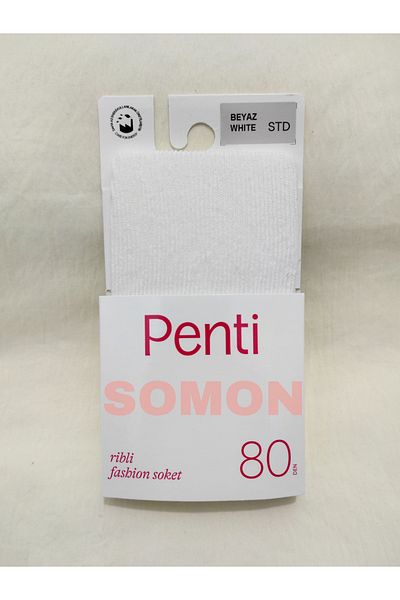 BEYAZ
WHITE STD
Penti
SOMON
ribli
fashion soket
80
DEN